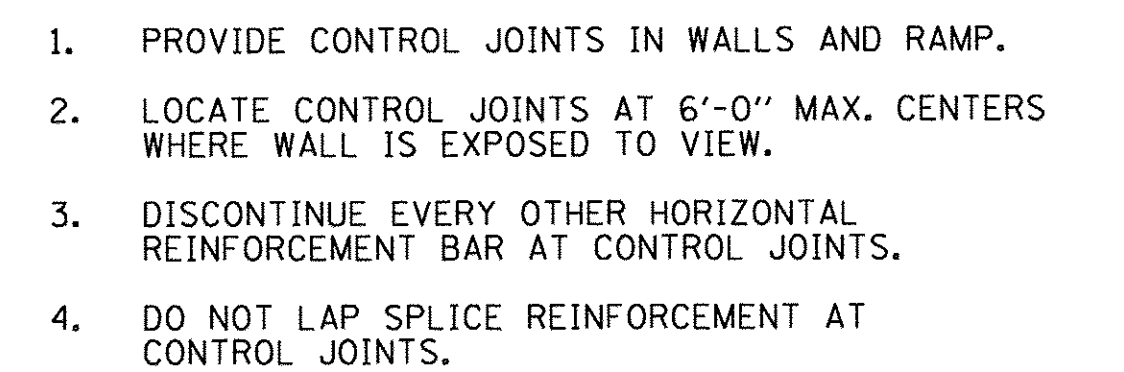 1. PROVIDE CONTROL JOINTS IN WALLS AND RAMP.
2. LOCATE CONTROL JOINTS AT 6'-0" MAX. CENTERS
WHERE WALL IS EXPOSED TO VIEW.
3. DISCONTINUE EVERY OTHER HORIZONTAL
REINFORCEMENT BAR AT CONTROL JOINTS.
4. DO NOT LAP SPLICE REINFORCEMENT AT
CONTROL JOINTS.